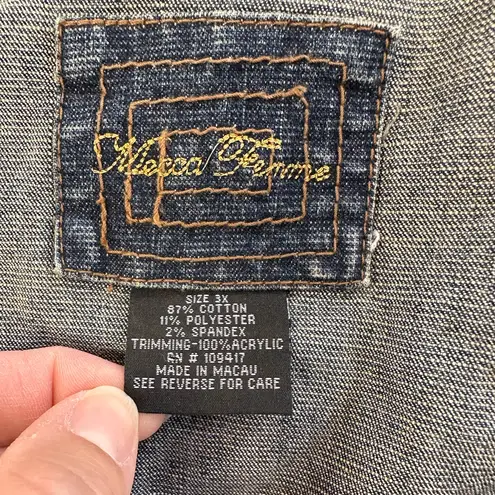 Mecca Femme
SIZE 3X
87% COTTON
11% POLYESTER
2% SPANDEX
TRIMMING-100%ACRYLIC
RN # 109417
MADE IN MACAU
SEE REVERSE FOR CARE